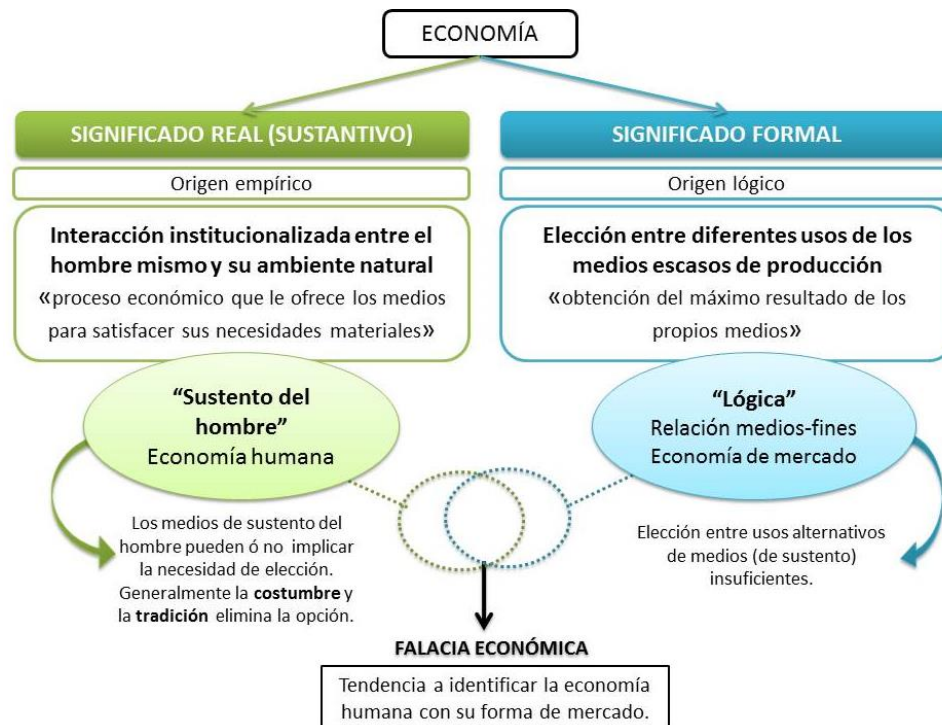 ECONOMÍA
SIGNIFICADO REAL (SUSTANTIVO)
Origen empírico
Interacción institucionalizada entre el
hombre mismo y su ambiente natural
«proceso económico que le ofrece los medios
para satisfacer sus necesidades materiales»
“Sustento del
hombre”
Economía humana
Los medios de sustento del
hombre pueden ó no implicar
la necesidad de elección.
Generalmente la costumbre y
la tradición elimina la opción.
SIGNIFICADO FORMAL
Origen lógico
Elección entre diferentes usos de los
medios escasos de producción
«obtención del máximo resultado de los
propios medios»
“Lógica”
Relación medios-fines
Economía de mercado
Elección entre usos alternativos
de medios (de sustento)
insuficientes.
FALACIA ECONÓMICA
Tendencia a identificar la economía
humana con su forma de mercado.